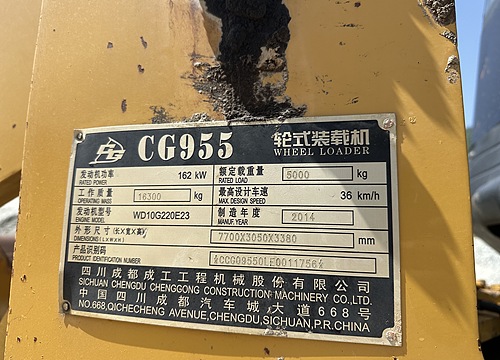 CG CG955 轮式装载机
WHEEL LOADER
发动机功率 162 kW 额定载重量 5000 kg
RATED POWER RATED LOAD
工作质量 16300 kg 最高设计车速 36 km/h
OPERATING MASS MAX DESIGN SPEED
发动机型号 WD10G220E23 制造年度 2014
ENGINE MODEL MANUF. YEAR
外形尺寸(长×宽×高) 7700X3050X3380 mm
DIMENSIONS(L×W×H)
产品识别码 *CCG09550LE0011756*
PRODUCT IDENTIFICATION NUMBER
四川成都成工工程机械股份有限公司
SICHUAN CHENGDU CHENGGONG CONSTRUCTION MACHINERY CO.,LTD.
中国四川成都汽车城大道668号
NO.668,QICHECHENG AVENUE,CHENGDU,SICHUAN,P.R.CHINA